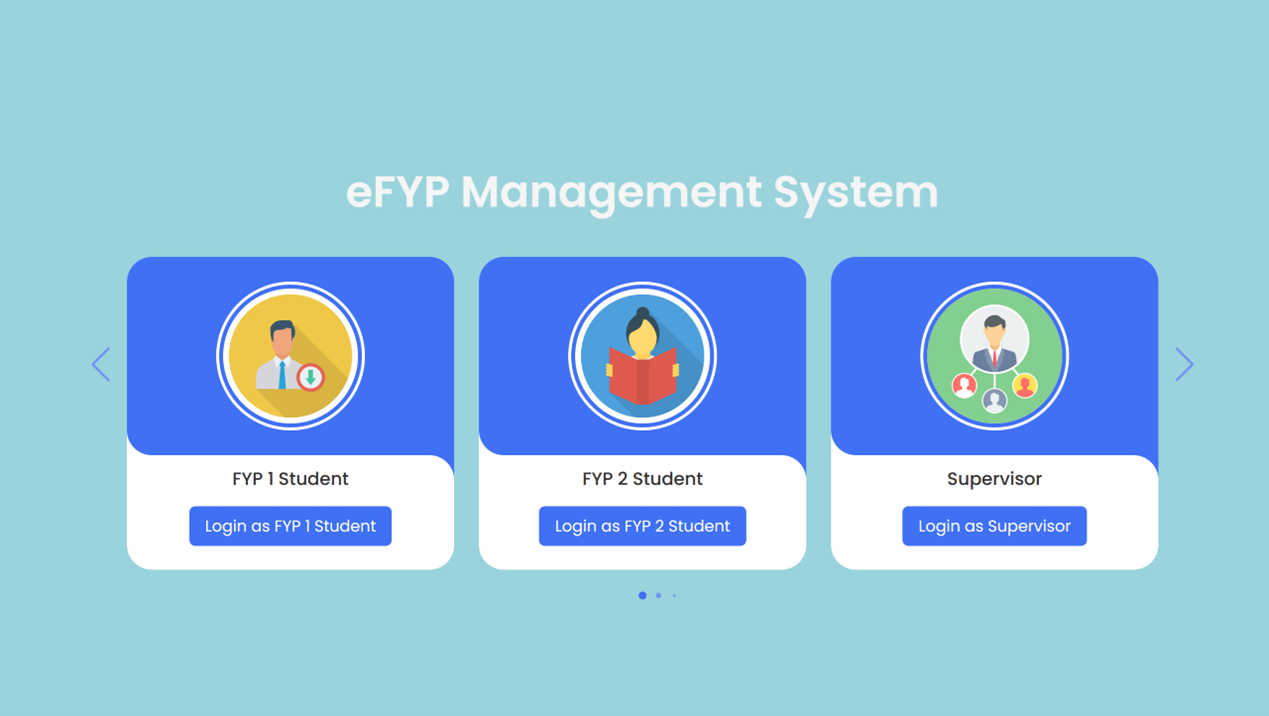 eFYP Management System
FYP 1 Student
Login as FYP 1 Student
FYP 2 Student
Login as FYP 2 Student
Supervisor
Login as Supervisor